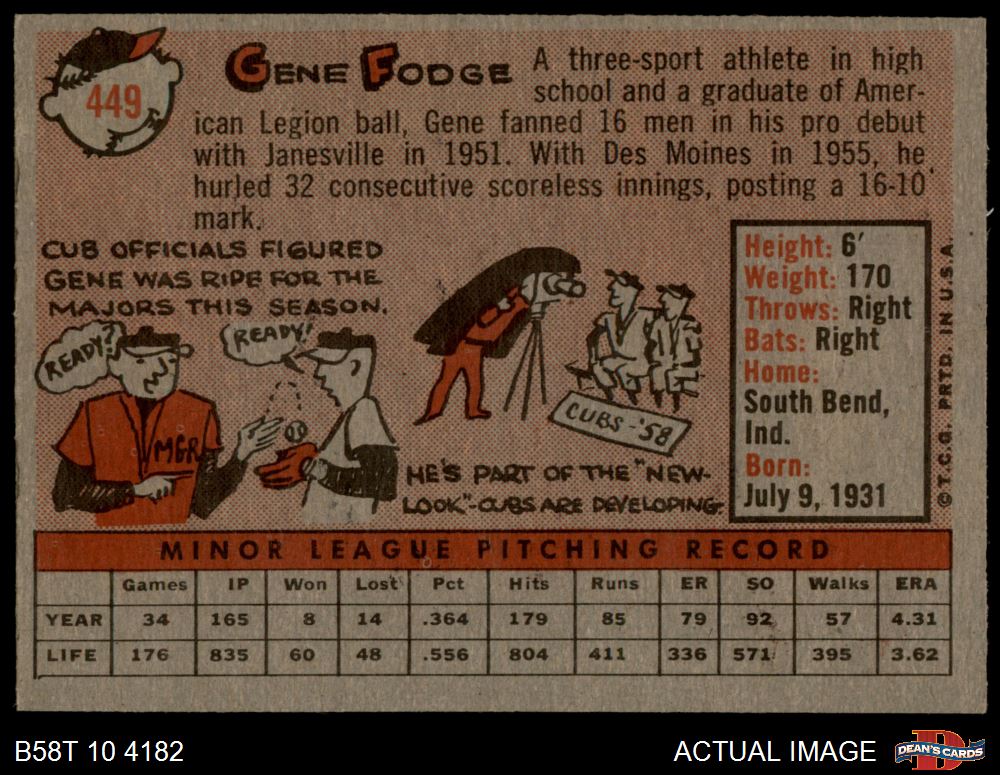 449
GENE FODGE
A three-sport athlete in high
school and a graduate of Amer-
ican Legion ball, Gene fanned 16 men in his pro debut
with Janesville in 1951. With Des Moines in 1955, he
hurled 32 consecutive scoreless innings, posting a 16-10
mark.
CUB OFFICIALS FIGURED
GENE WAS RIPE FOR THE
MAJORS THIS SEASON.
READY?
READY!
MGR
CUBS-'58
HE'S PART OF THE "NEW-
LOOK"-CUBS ARE DEVELOPING.
Height: 6'
Weight: 170
Throws: Right
Bats: Right
Home:
South Bend,
Ind.
Born:
July 9, 1931
© T.C.G. PRTD. IN U.S.A.
MINOR LEAGUE PITCHING RECORD
Games IP Won Lost Pct Hits Runs ER SO Walks ERA
YEAR 34 165 8 14 .364 179 85 79 92 57 4.31
LIFE 176 835 60 48 .556 804 411 336 571 395 3.62
B58T 10 4182
ACTUAL IMAGE
DEAN'S CARDS